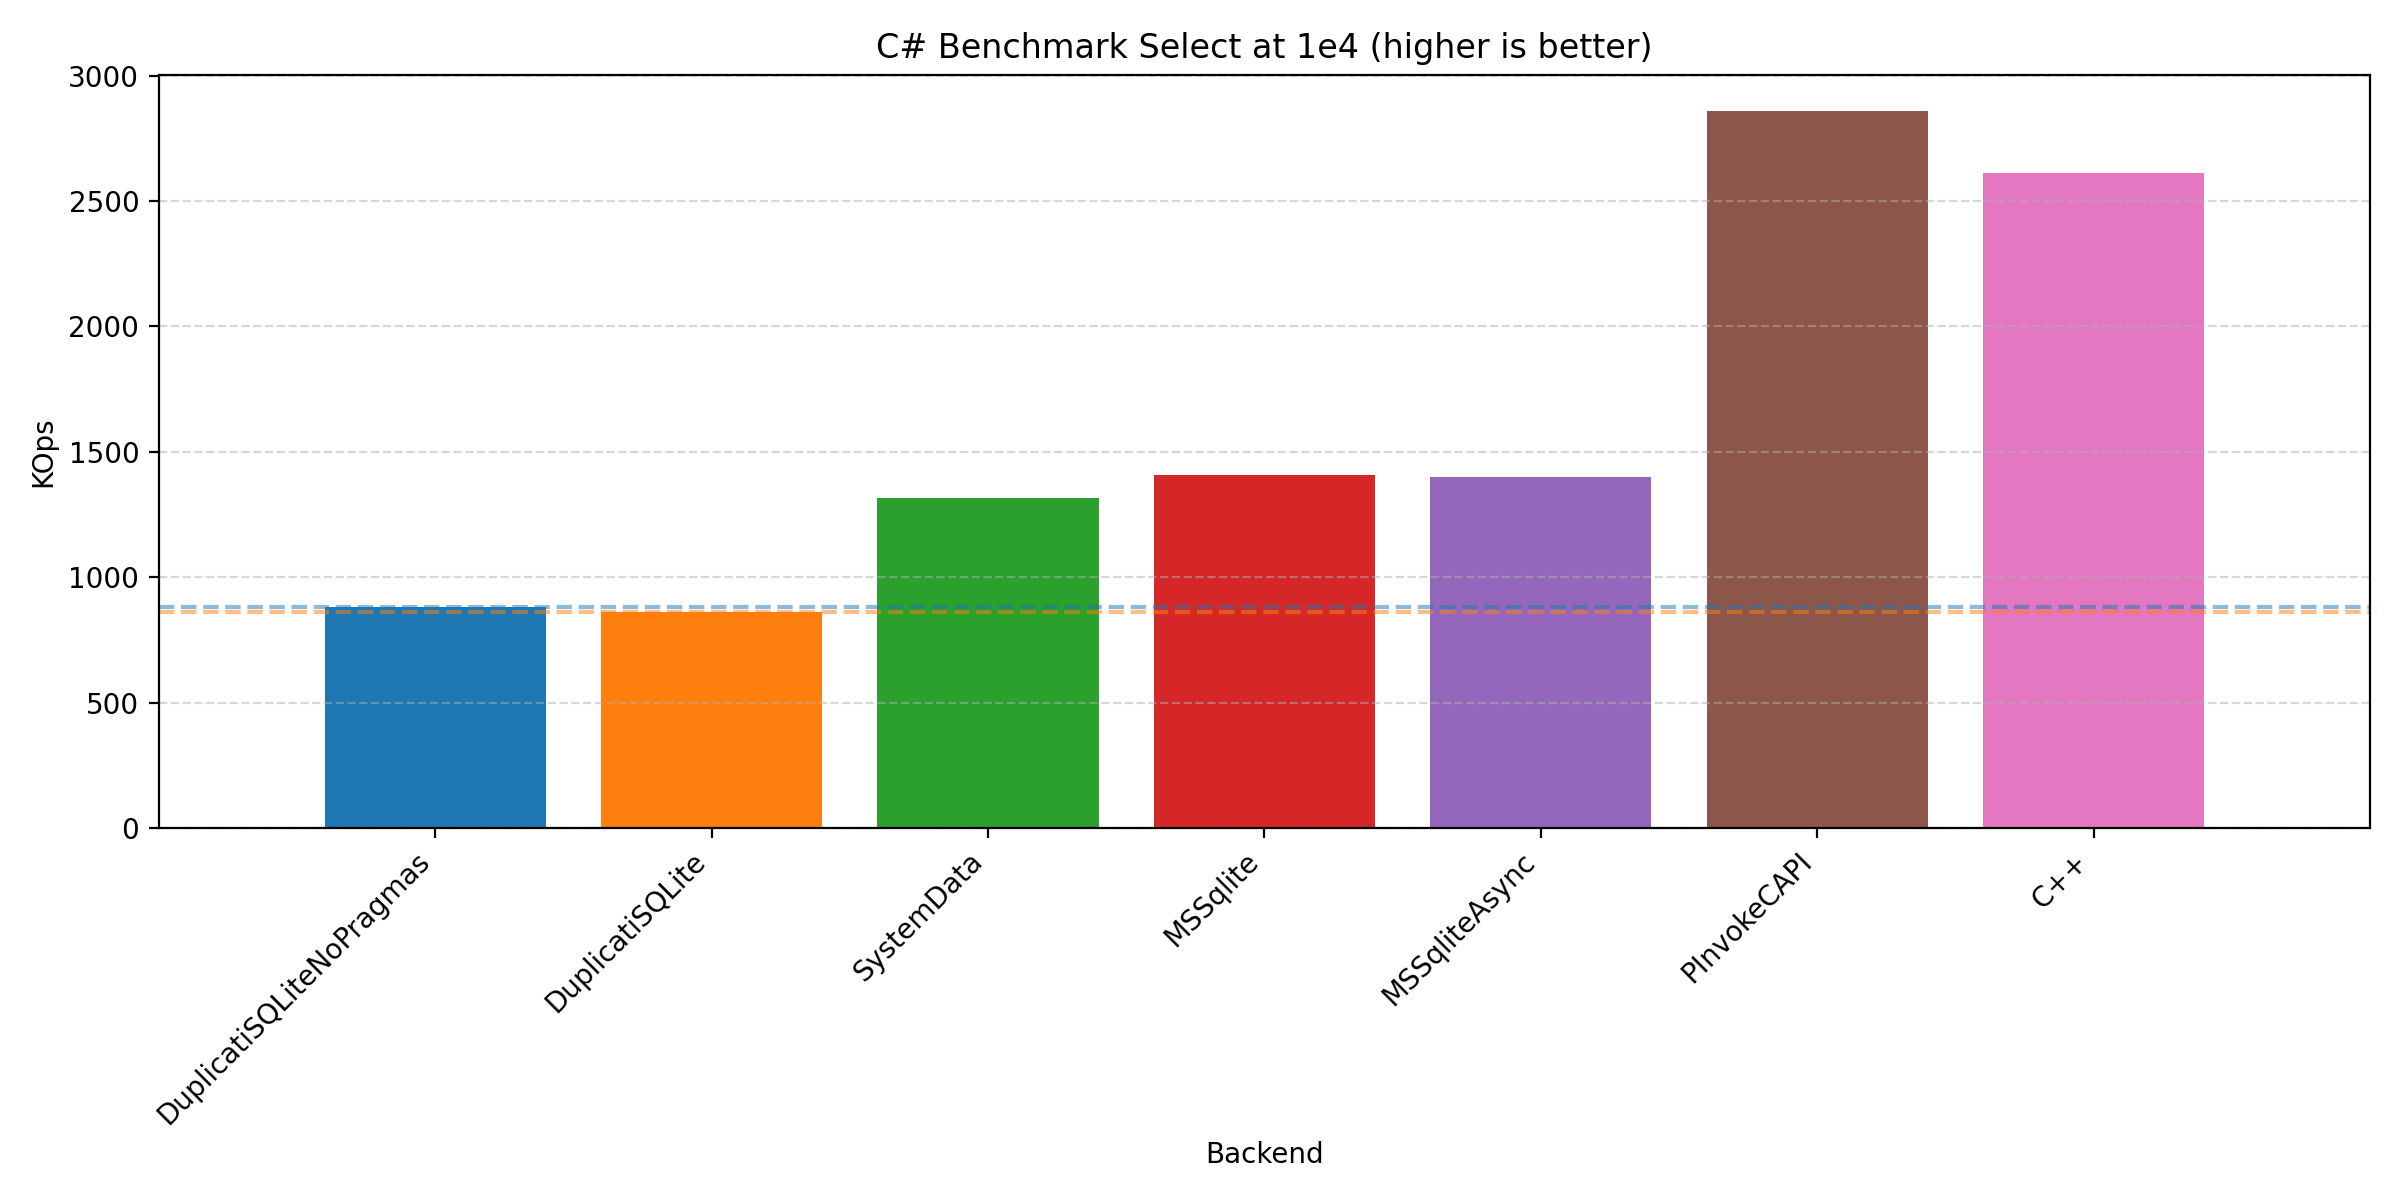 C# Benchmark Select at 1e4 (higher is better)
3000
2500
2000
1500
1000
500
0
KOps
DuplicatiSQLiteNoPragmas
DuplicatiSQLite
SystemData
MSSqlite
MSSqliteAsync
PInvokeCAPI
C++
Backend